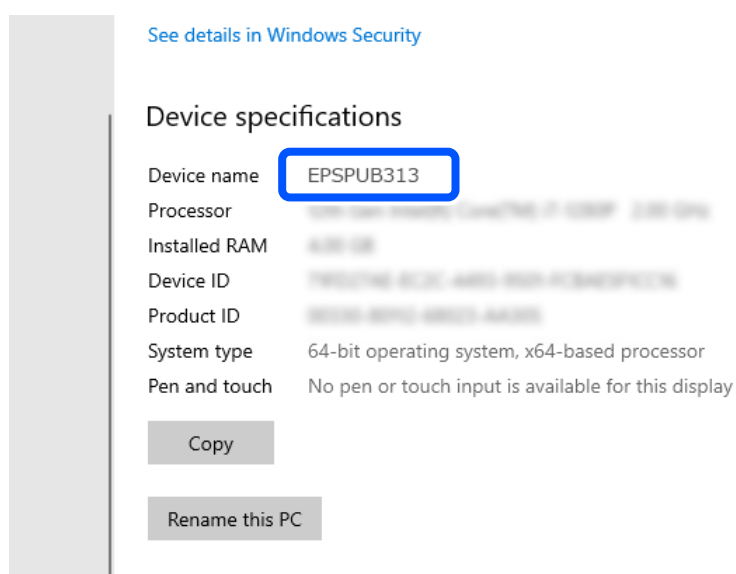 See details in Windows Security
Device specifications
Device name EPSPUB313
Processor
Installed RAM
Device ID
Product ID
System type 64-bit operating system, x64-based processor
Pen and touch No pen or touch input is available for this display
Copy
Rename this PC